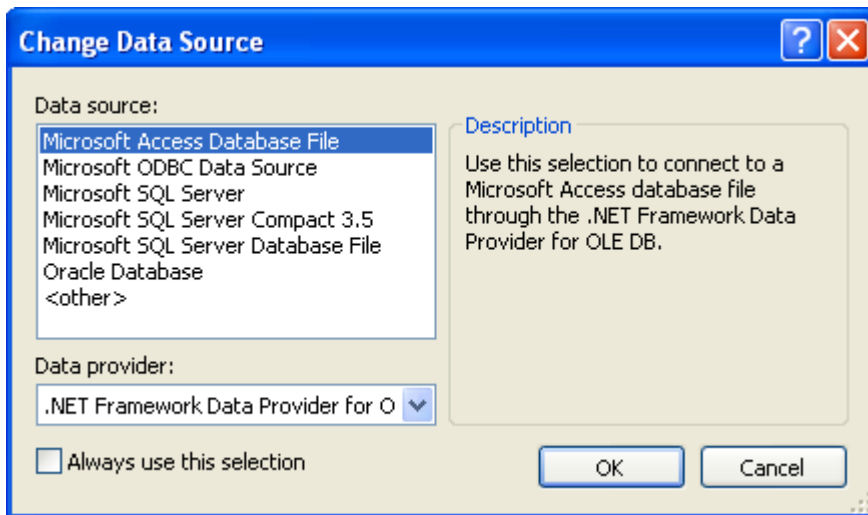 Change Data Source
Data source:
Microsoft Access Database File
Microsoft ODBC Data Source
Microsoft SQL Server
Microsoft SQL Server Compact 3.5
Microsoft SQL Server Database File
Oracle Database
<other>
Description
Use this selection to connect to a
Microsoft Access database file
through the .NET Framework Data
Provider for OLE DB.
Data provider:
.NET Framework Data Provider for O
Always use this selection
OK
Cancel